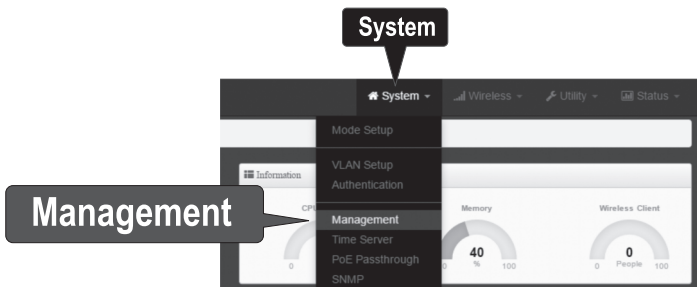 System
System
Wireless
Utility
Status
Mode Setup
VLAN Setup
Authentication
Information
Management
CPU
Management
Memory
Wireless Client
Time Server
PoE Passthrough
SNMP
0
40
%
0
100
0
People
0
100